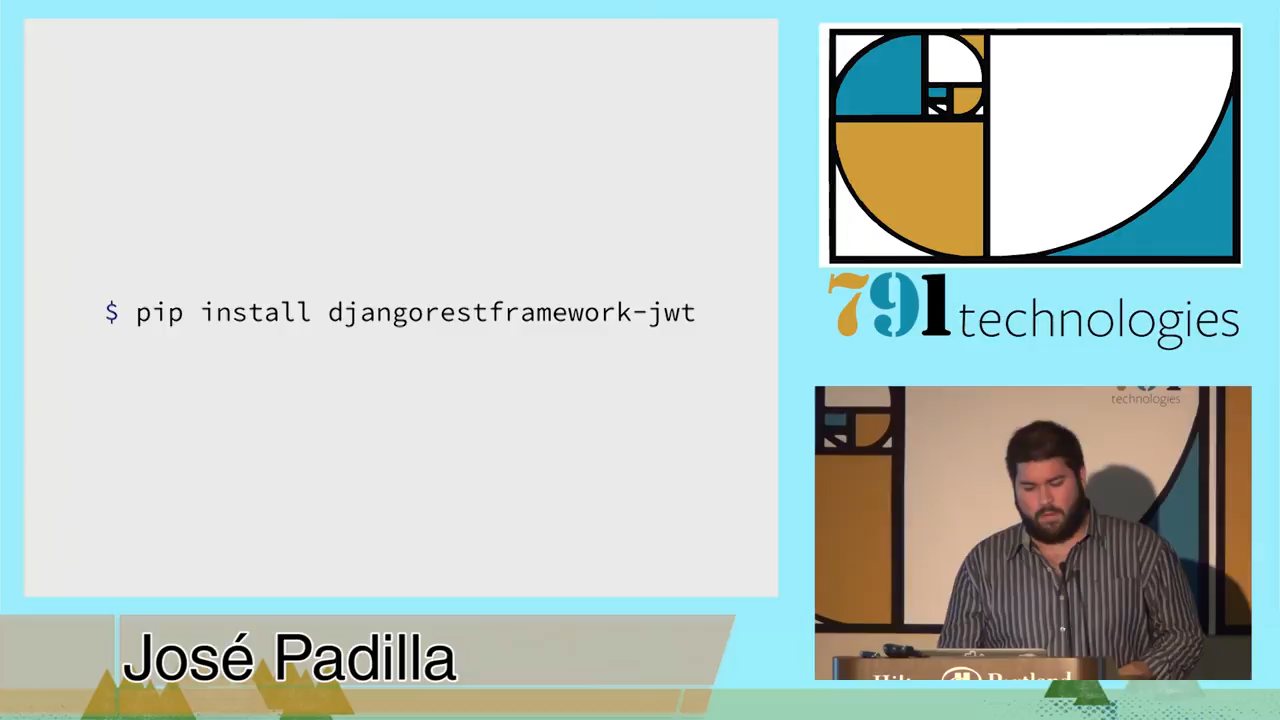 $ pip install djangorestframework-jwt
791 technologies
technologies
José Padilla